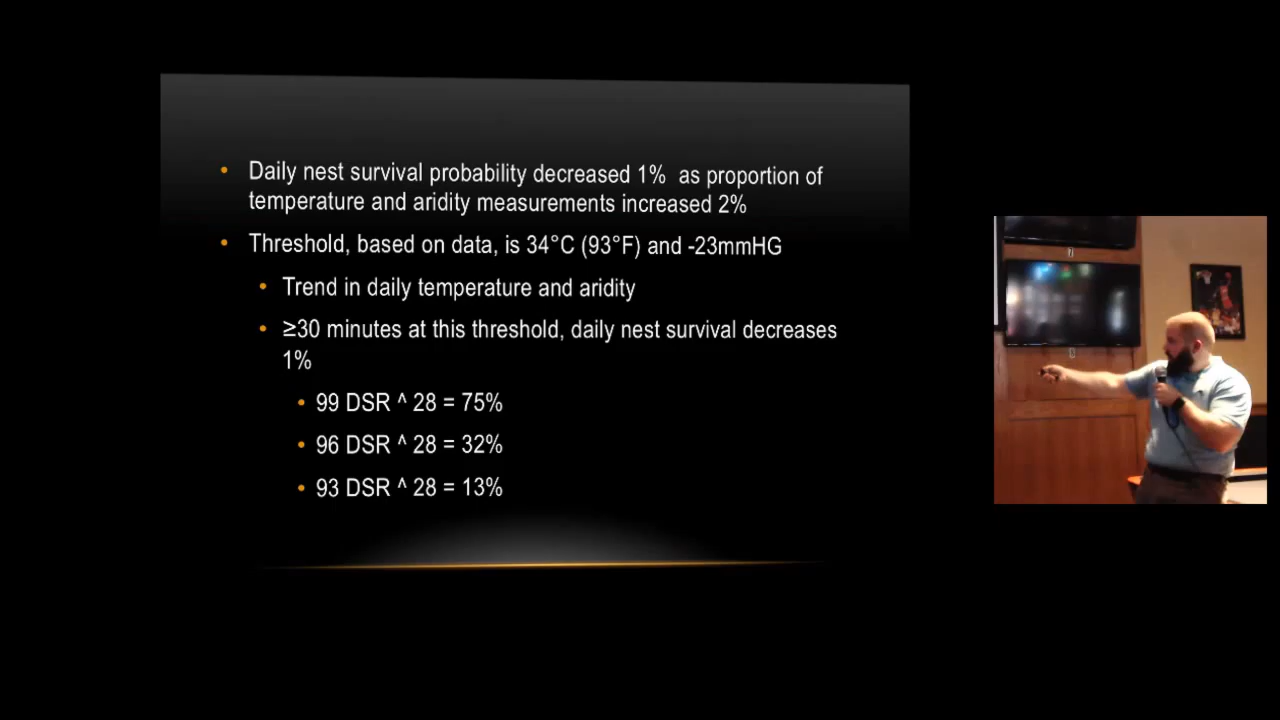 Daily nest survival probability decreased 1% as proportion of
temperature and aridity measurements increased 2%
Threshold, based on data, is 34°C (93°F) and -23mmHG
Trend in daily temperature and aridity
≥30 minutes at this threshold, daily nest survival decreases
1%
99 DSR ^ 28 = 75%
96 DSR ^ 28 = 32%
93 DSR ^ 28 = 13%
7